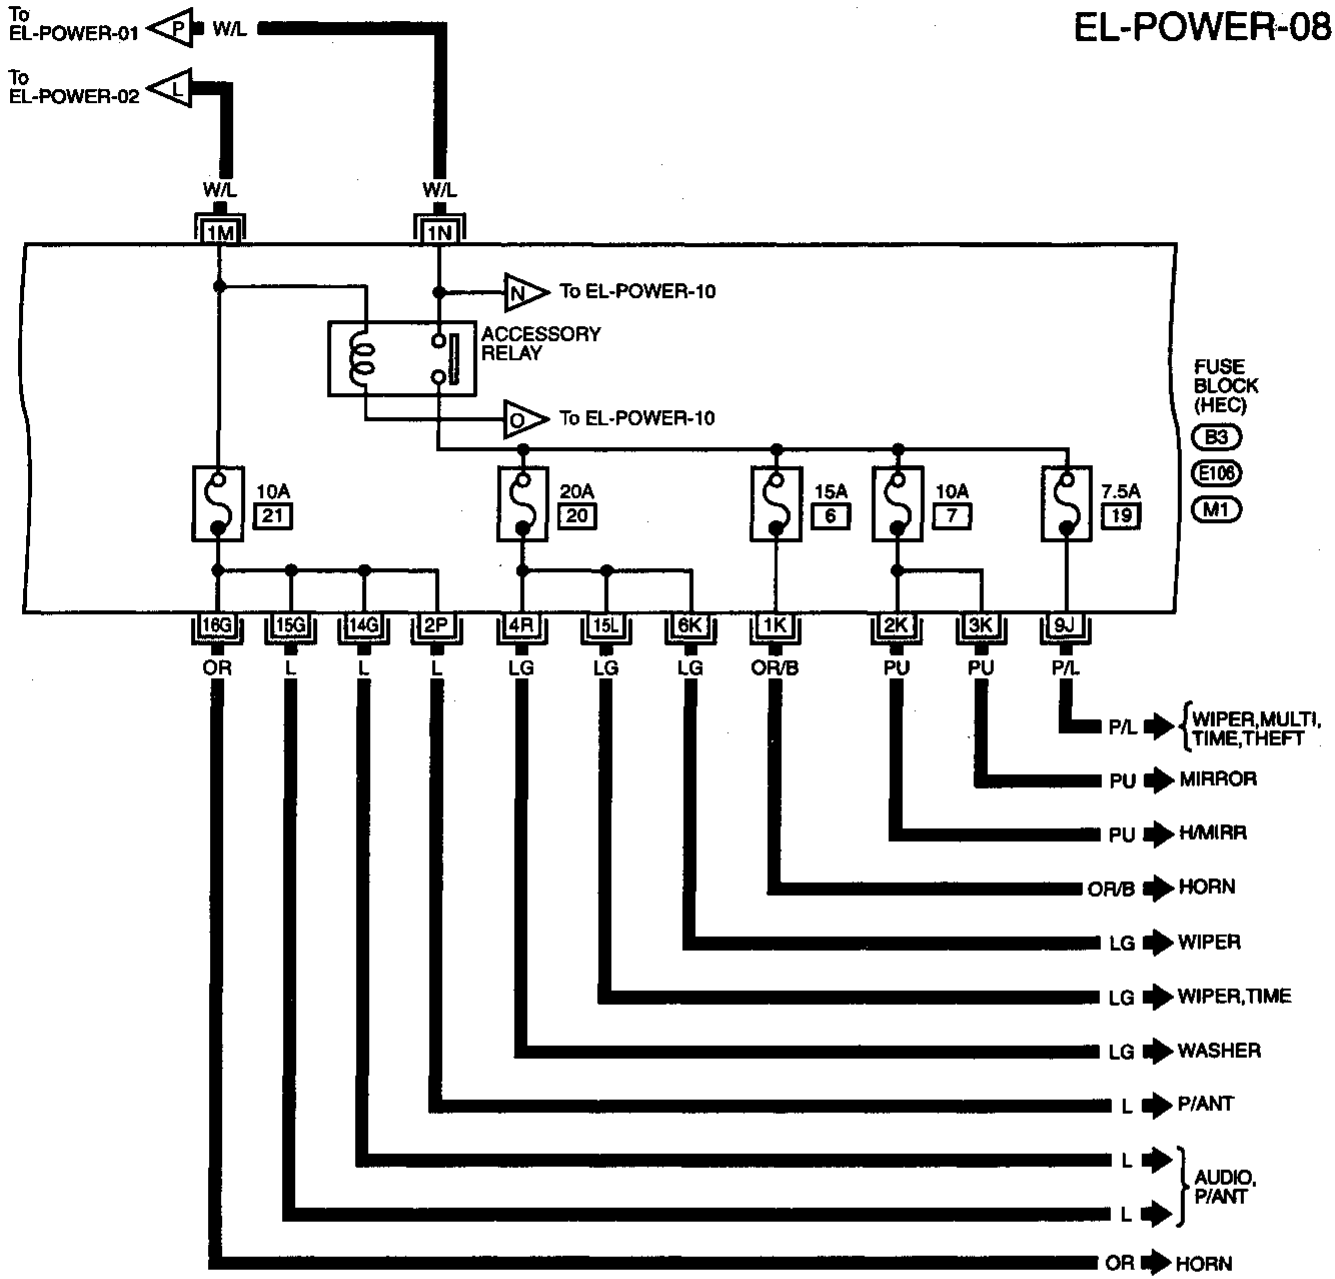 EL-POWER-08
To
EL-POWER-01
P
W/L
To
EL-POWER-02
L
W/L
W/L
1M
1N
N
To EL-POWER-10
ACCESSORY
RELAY
O
To EL-POWER-10
FUSE
BLOCK
(HEC)
B3
E106
M1
10A
21
20A
20
15A
6
10A
7
7.5A
19
16G
15G
14G
2P
4R
15L
6K
1K
2K
3K
9J
OR
L
L
L
LG
LG
LG
OR/B
PU
PU
P/L
P/L
WIPER,MULTI,
TIME,THEFT
PU
MIRROR
PU
H/MIRR
OR/B
HORN
LG
WIPER
LG
WIPER,TIME
LG
WASHER
L
P/ANT
L
L
AUDIO,
P/ANT
OR
HORN